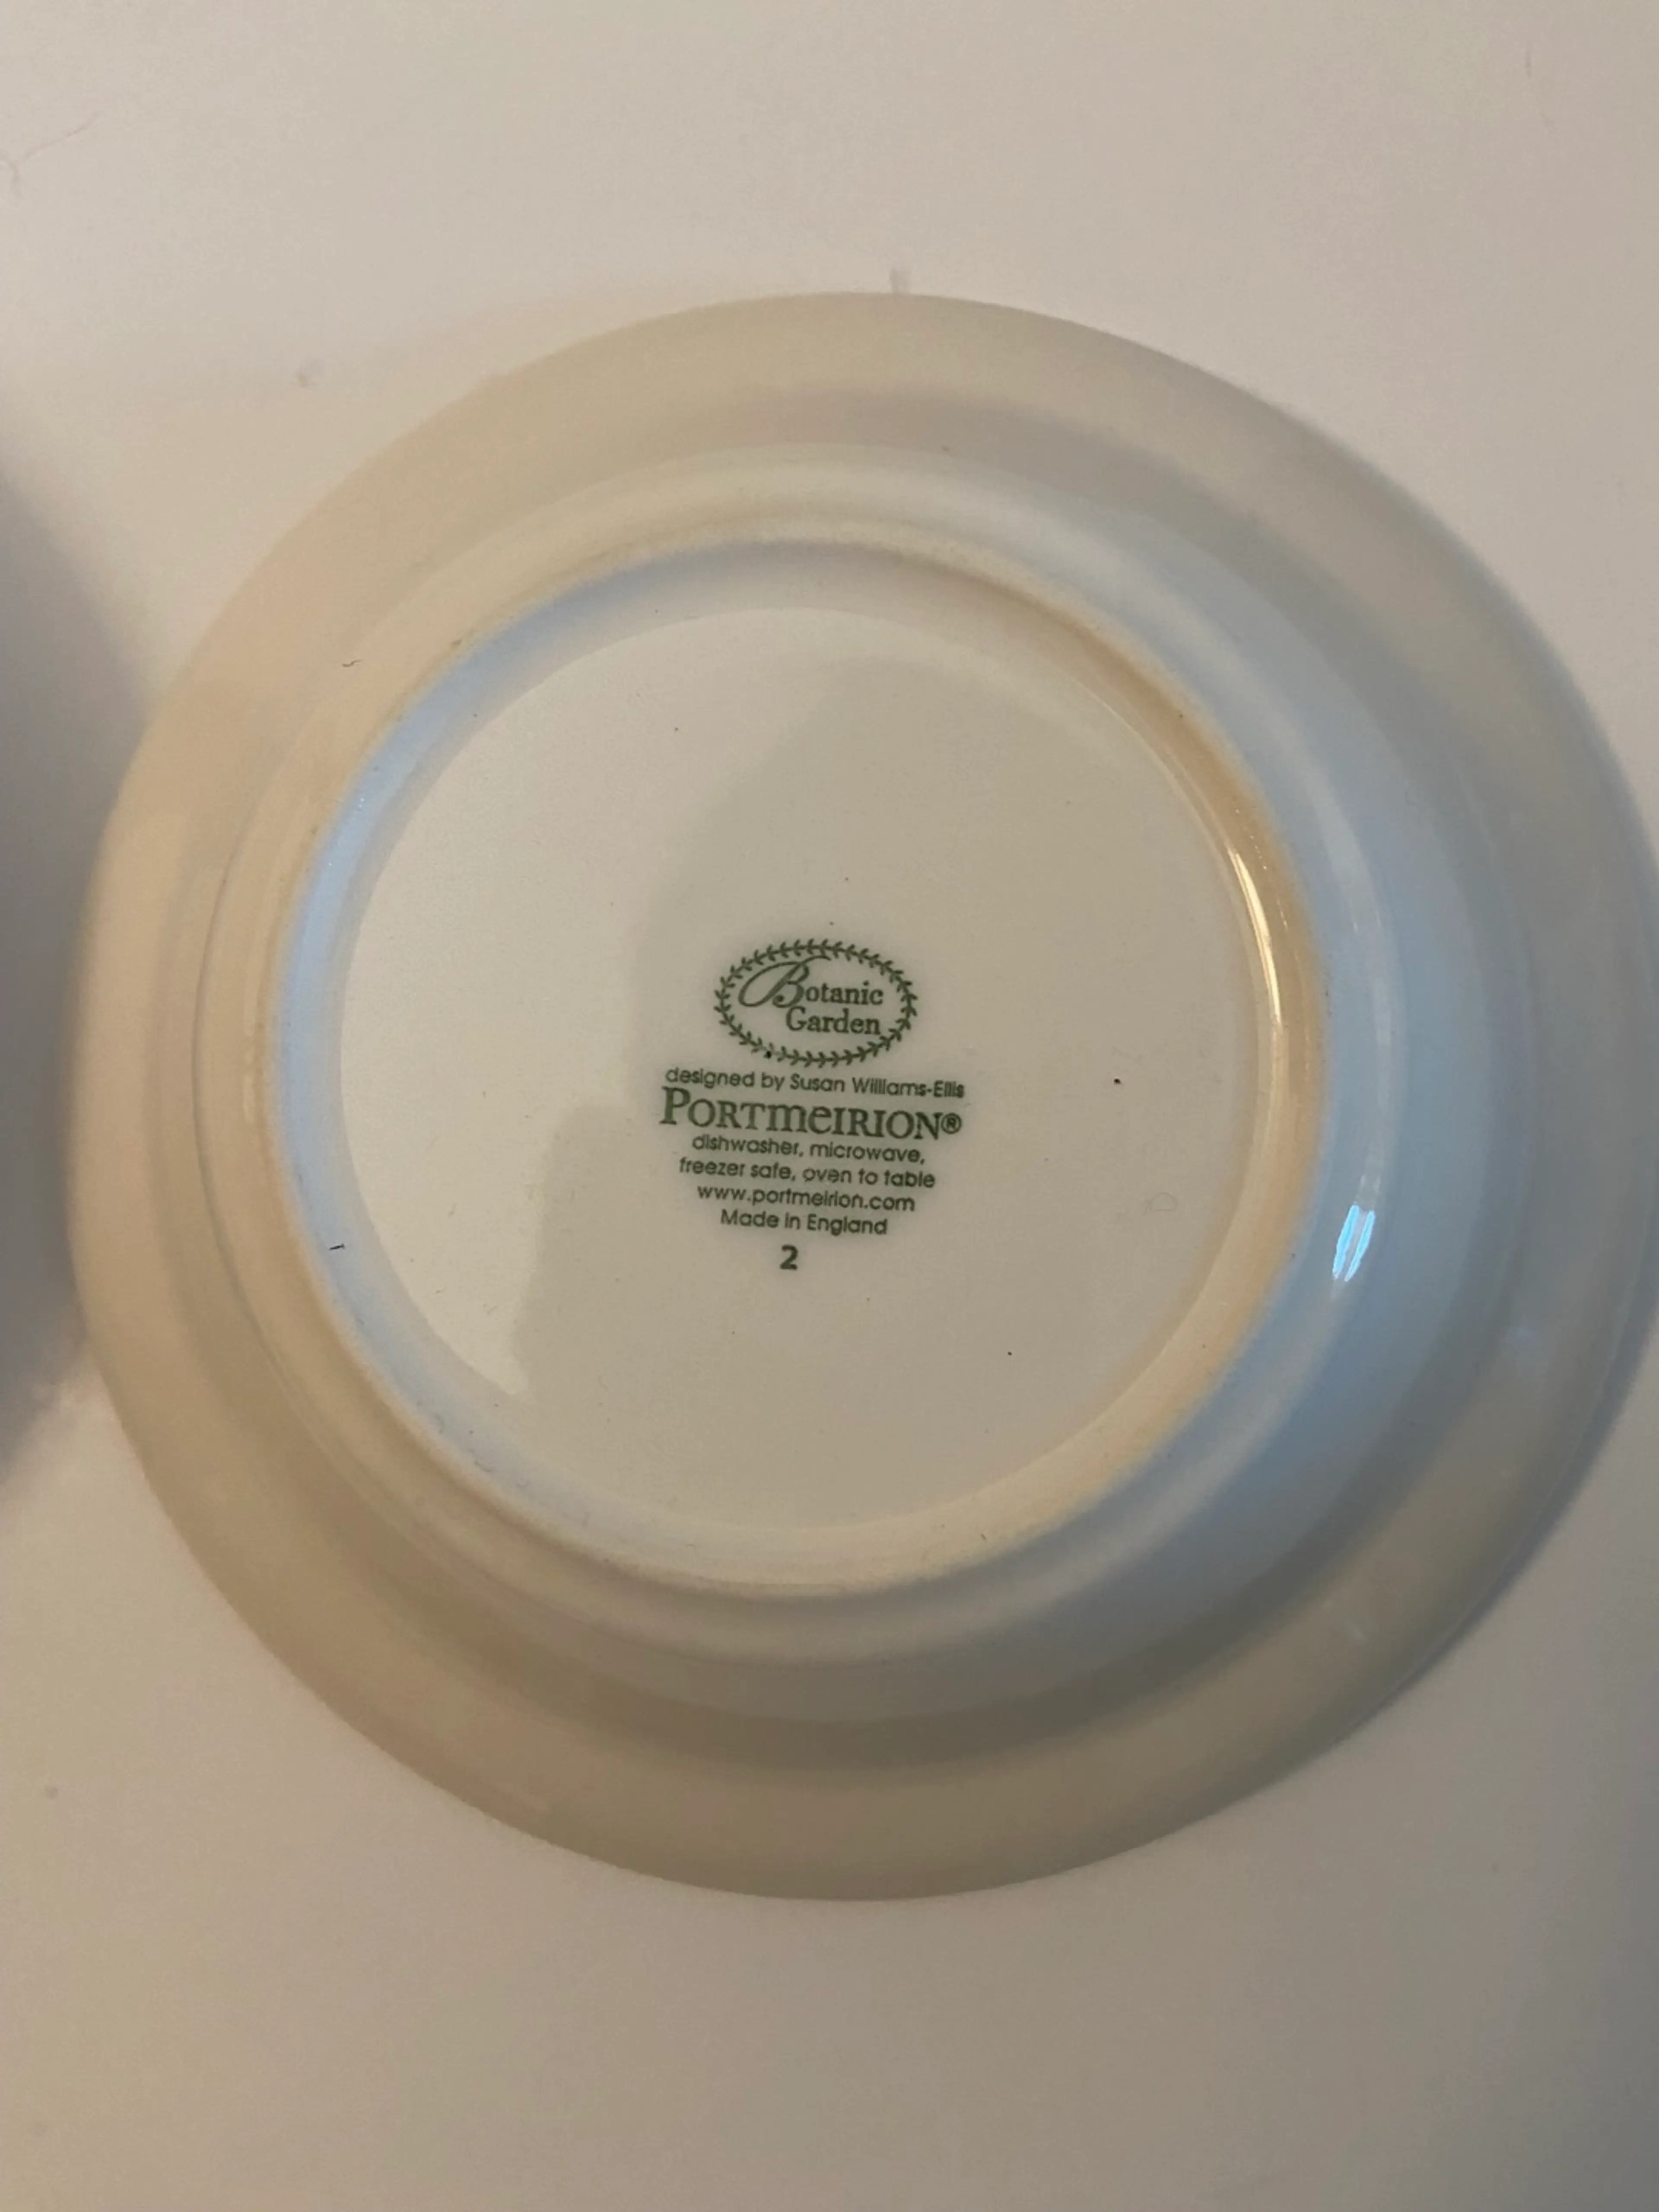 Botanic
Garden
designed by Susan Williams-Ellis
PORTMEIRION®
dishwasher, microwave,
freezer safe, oven to table
www.portmeirion.com
Made in England
2